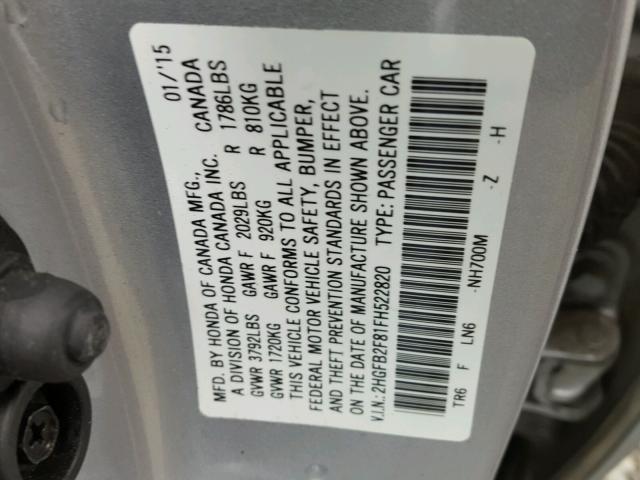 MFD. BY HONDA OF CANADA MFG., 01/'15
A DIVISION OF HONDA CANADA INC. CANADA
GVWR 3792LBS GAWR F 2029LBS R 1786LBS
GVWR 1720KG GAWR F 920KG R 810KG
THIS VEHICLE CONFORMS TO ALL APPLICABLE
FEDERAL MOTOR VEHICLE SAFETY, BUMPER,
AND THEFT PREVENTION STANDARDS IN EFFECT
ON THE DATE OF MANUFACTURE SHOWN ABOVE.
V.I.N.: 2HGFB2F81FH522820 TYPE: PASSENGER CAR
TR6 F LN6 -NH700M -Z -H